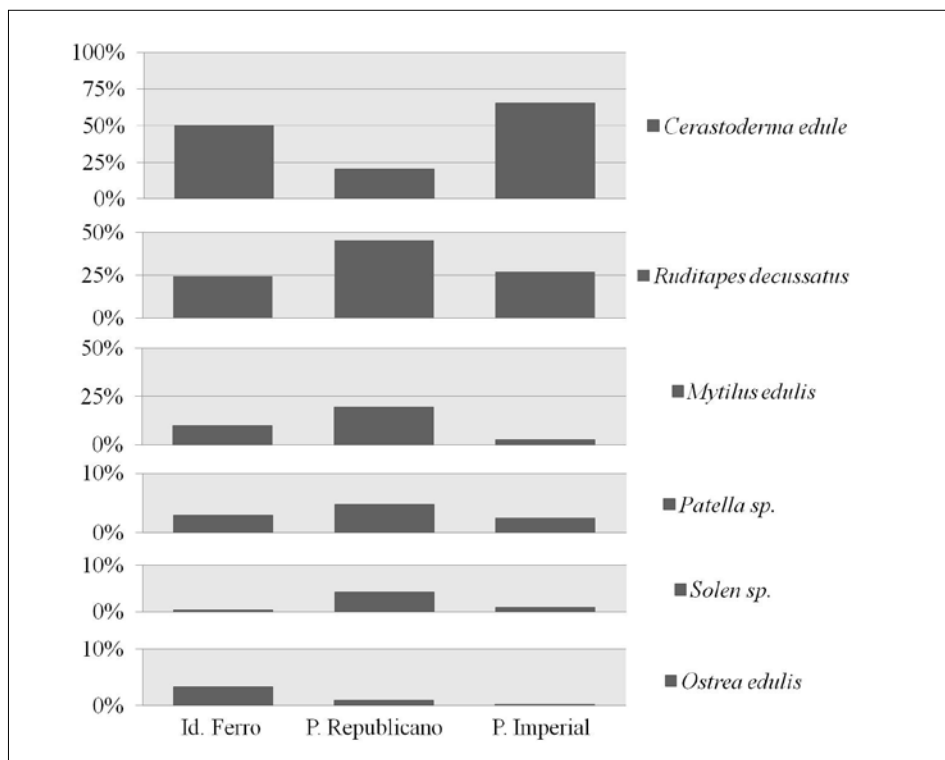 100%
75%
50%
25%
0%
Cerastoderma edule
50%
25%
0%
Ruditapes decussatus
50%
25%
0%
Mytilus edulis
10%
0%
Patella sp.
10%
0%
Solen sp.
10%
0%
Ostrea edulis
Id. Ferro P. Republicano P. Imperial